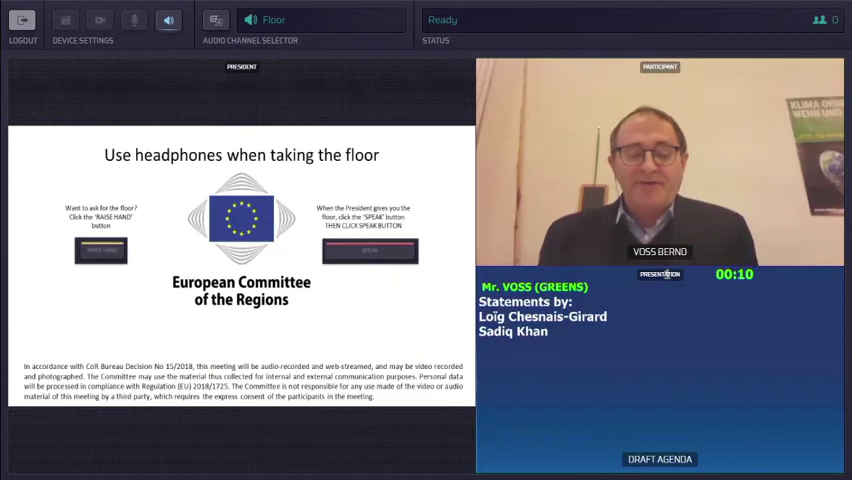 Floor
Ready
0
LOGOUT
DEVICE SETTINGS
AUDIO CHANNEL SELECTOR
STATUS
PRESIDENT
Use headphones when taking the floor
Want to ask for the floor?
Click the 'RAISE HAND'
button
RAISE HAND
When the President gives you the
floor, click the 'SPEAK' button
THEN CLICK SPEAK BUTTON
SPEAK
European Committee
of the Regions
In accordance with CoR Bureau Decision No 15/2018, this meeting will be audio-recorded and web-streamed, and may be video recorded
and photographed. The Committee may use the material thus collected for internal and external communication purposes. Personal data
will be processed in compliance with Regulation (EU) 2018/1725. The Committee is not responsible for any use made of the video or audio
material of this meeting by a third party, which requires the express consent of the participants in the meeting.
PARTICIPANT
KLIMA
VOSS BERND
PRESENTATION
00:10
Mr. VOSS (GREENS)
Statements by:
Loïg Chesnais-Girard
Sadiq Khan
DRAFT AGENDA